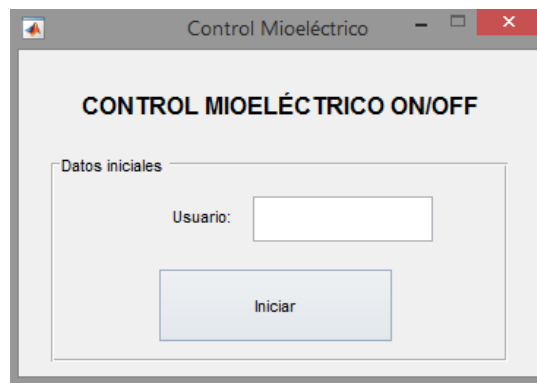 Control Mioeléctrico
CONTROL MIOELÉCTRICO ON/OFF
Datos iniciales
Usuario:
Iniciar